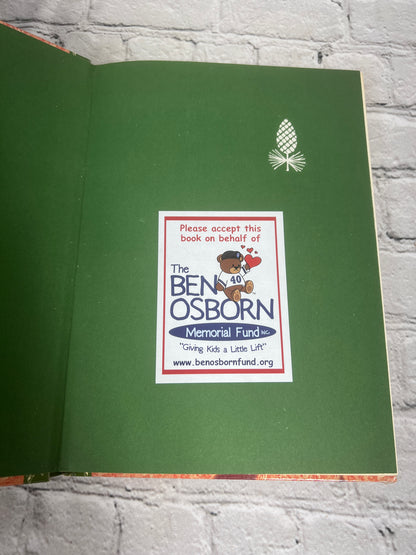 Please accept this
book on behalf of
The
BEN
40
OSBORN
Memorial Fund INC.
"Giving Kids a Little Lift"
www.benosbornfund.org